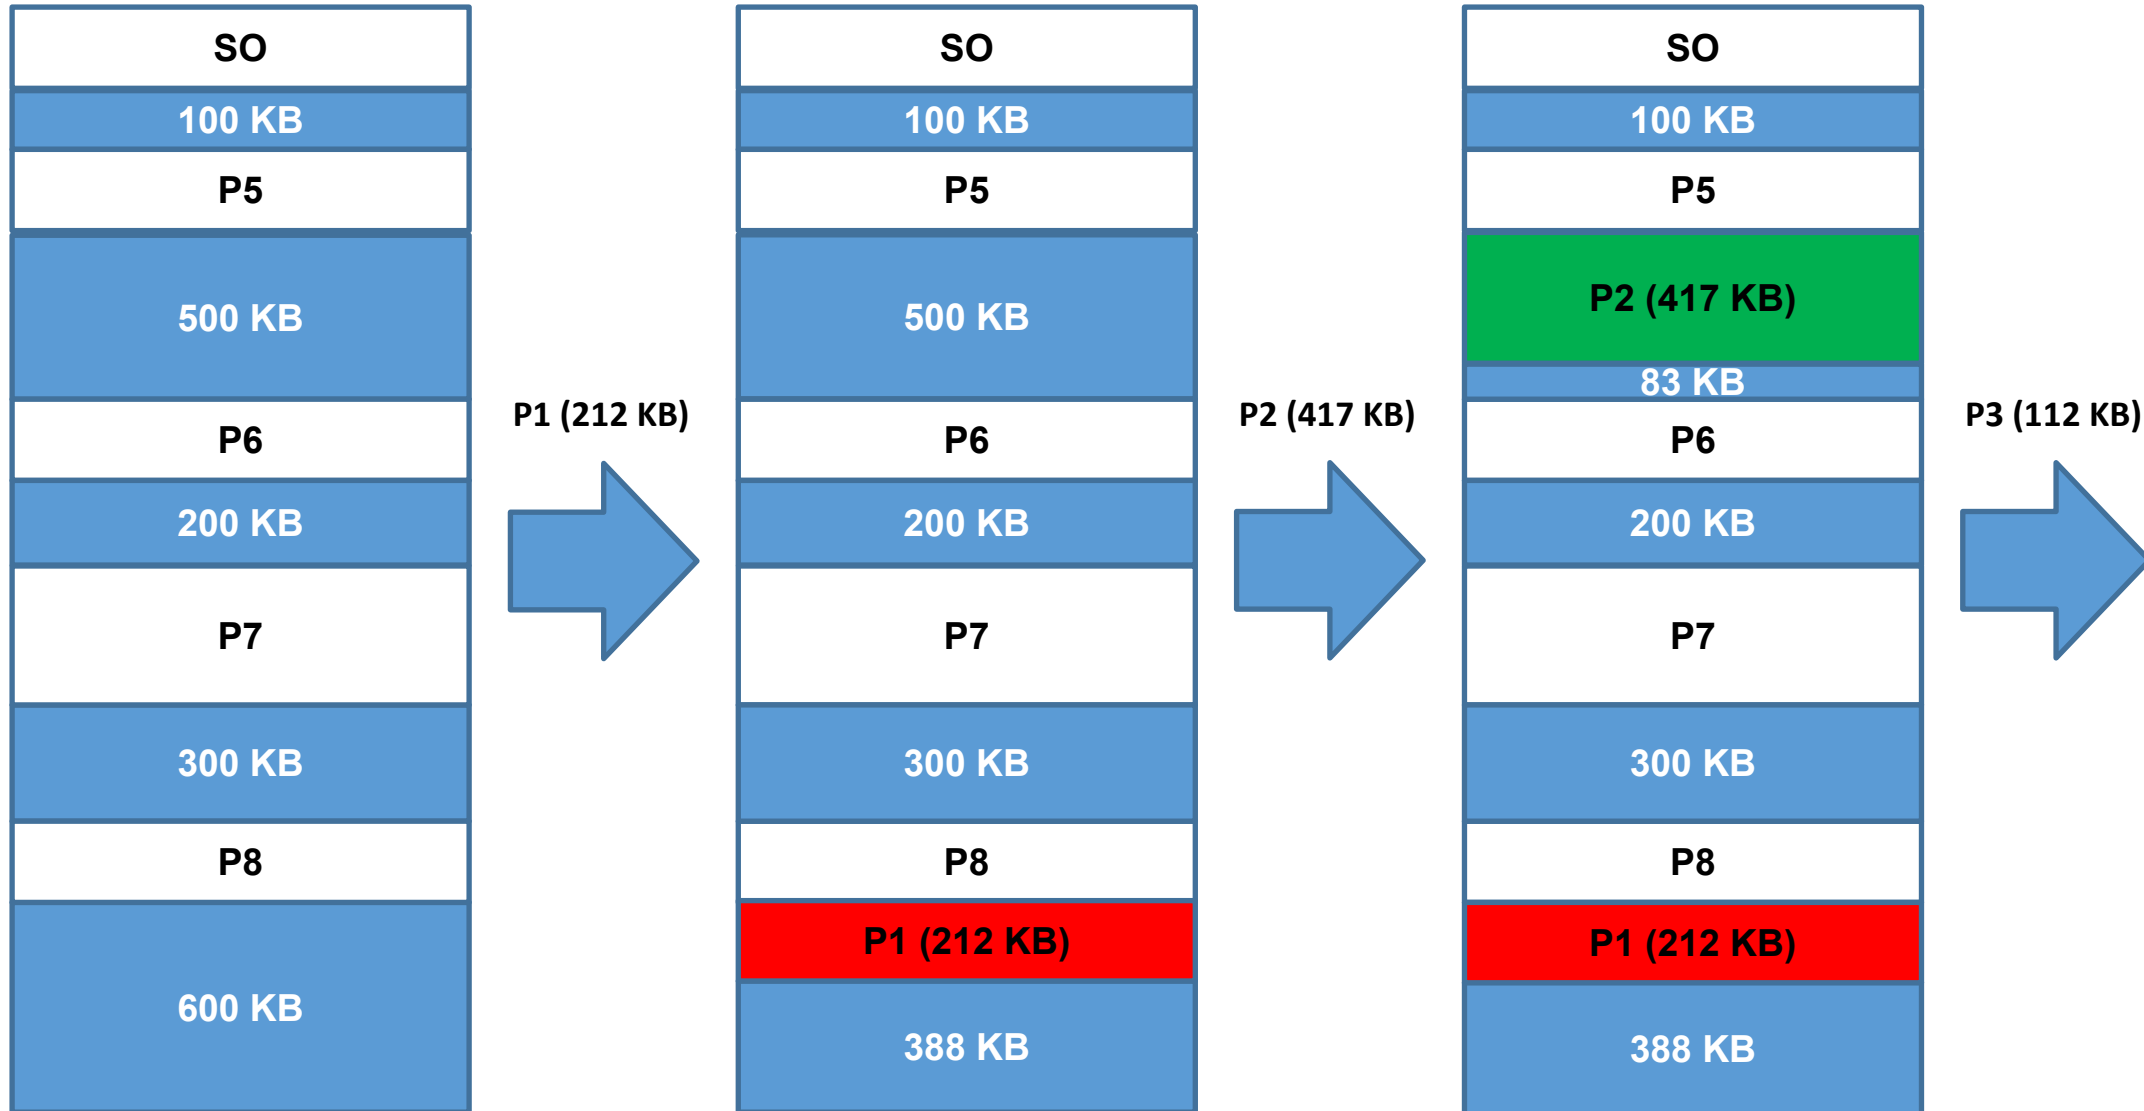 SO
100 KB
P5
500 KB
P6
200 KB
P7
300 KB
P8
600 KB
P1 (212 KB)
SO
100 KB
P5
500 KB
P6
200 KB
P7
300 KB
P8
P1 (212 KB)
388 KB
P2 (417 KB)
SO
100 KB
P5
P2 (417 KB)
83 KB
P6
200 KB
P7
300 KB
P8
P1 (212 KB)
388 KB
P3 (112 KB)